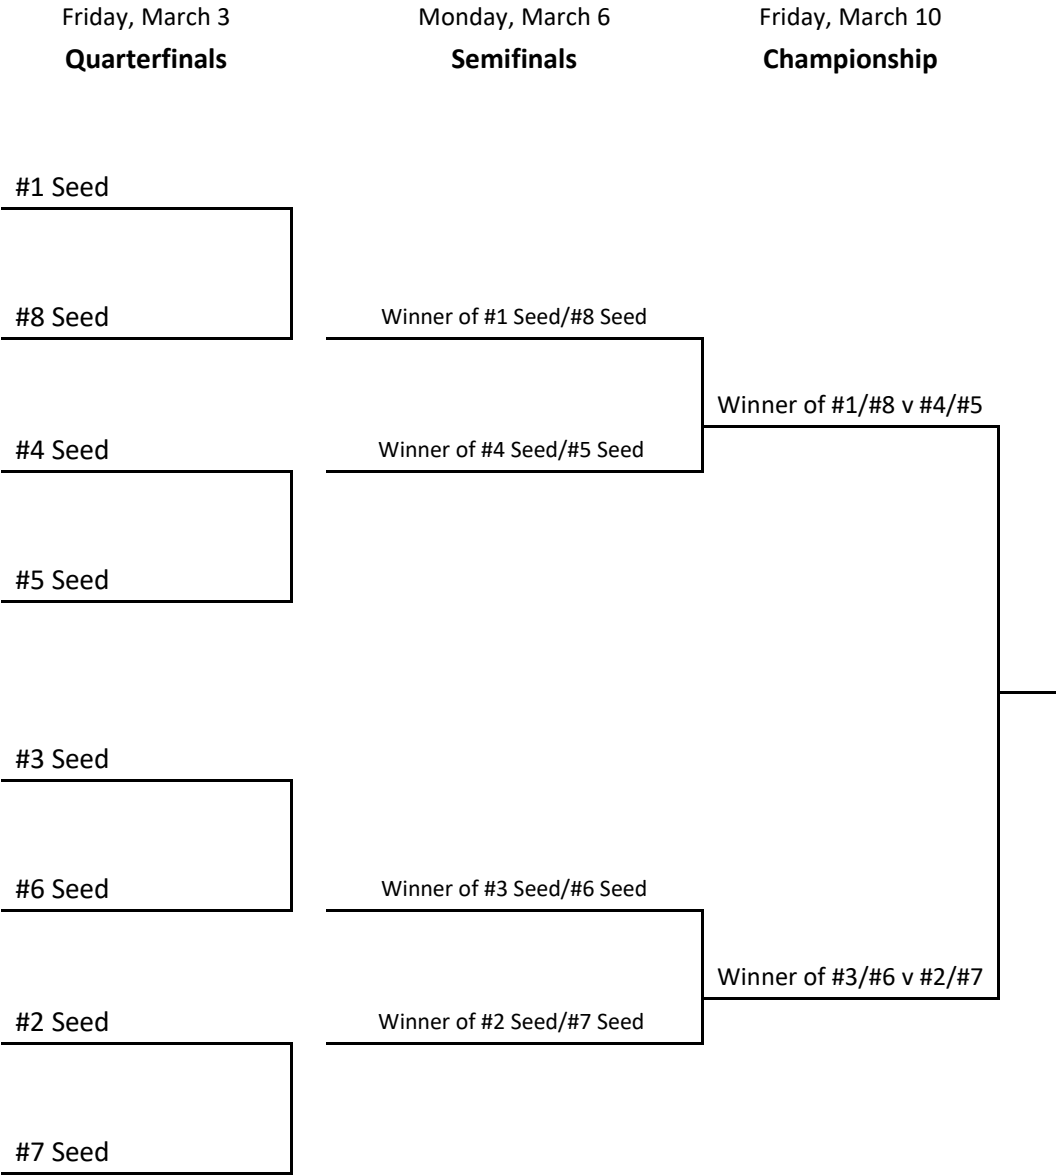 Friday, March 3
Monday, March 6
Friday, March 10
Quarterfinals
Semifinals
Championship
#1 Seed
#8 Seed
Winner of #1 Seed/#8 Seed
Winner of #1/#8 v #4/#5
#4 Seed
Winner of #4 Seed/#5 Seed
#5 Seed
#3 Seed
#6 Seed
Winner of #3 Seed/#6 Seed
Winner of #3/#6 v #2/#7
#2 Seed
Winner of #2 Seed/#7 Seed
#7 Seed